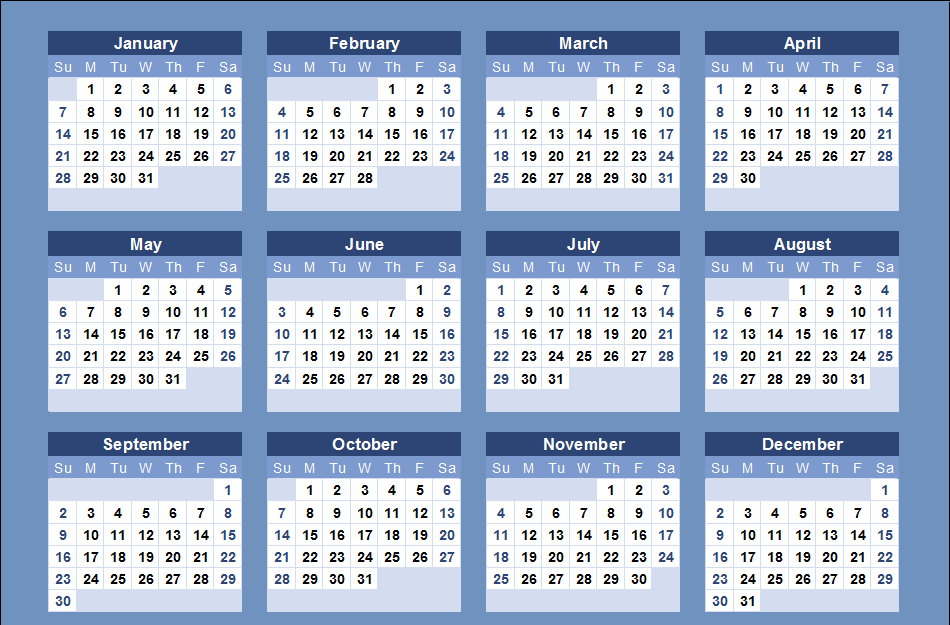 January February March April
Su M Tu W Th F Sa Su M Tu W Th F Sa Su M Tu W Th F Sa Su M Tu W Th F Sa
1 2 3 4 5 6 1 2 3 1 2 3 1 2 3 4 5 6 7
7 8 9 10 11 12 13 4 5 6 7 8 9 10 4 5 6 7 8 9 10 8 9 10 11 12 13 14
14 15 16 17 18 19 20 11 12 13 14 15 16 17 11 12 13 14 15 16 17 15 16 17 18 19 20 21
21 22 23 24 25 26 27 18 19 20 21 22 23 24 18 19 20 21 22 23 24 22 23 24 25 26 27 28
28 29 30 31 25 26 27 28 25 26 27 28 29 30 31 29 30
May June July August
Su M Tu W Th F Sa Su M Tu W Th F Sa Su M Tu W Th F Sa Su M Tu W Th F Sa
1 2 3 4 5 1 2 1 2 3 4 5 6 7 1 2 3 4
6 7 8 9 10 11 12 3 4 5 6 7 8 9 8 9 10 11 12 13 14 5 6 7 8 9 10 11
13 14 15 16 17 18 19 10 11 12 13 14 15 16 15 16 17 18 19 20 21 12 13 14 15 16 17 18
20 21 22 23 24 25 26 17 18 19 20 21 22 23 22 23 24 25 26 27 28 19 20 21 22 23 24 25
27 28 29 30 31 24 25 26 27 28 29 30 29 30 31 26 27 28 29 30 31
September October November December
Su M Tu W Th F Sa Su M Tu W Th F Sa Su M Tu W Th F Sa Su M Tu W Th F Sa
1 1 2 3 4 5 6 1 2 3 1
2 3 4 5 6 7 8 7 8 9 10 11 12 13 4 5 6 7 8 9 10 2 3 4 5 6 7 8
9 10 11 12 13 14 15 14 15 16 17 18 19 20 11 12 13 14 15 16 17 9 10 11 12 13 14 15
16 17 18 19 20 21 22 21 22 23 24 25 26 27 18 19 20 21 22 23 24 16 17 18 19 20 21 22
23 24 25 26 27 28 29 28 29 30 31 25 26 27 28 29 30 23 24 25 26 27 28 29
30 30 31